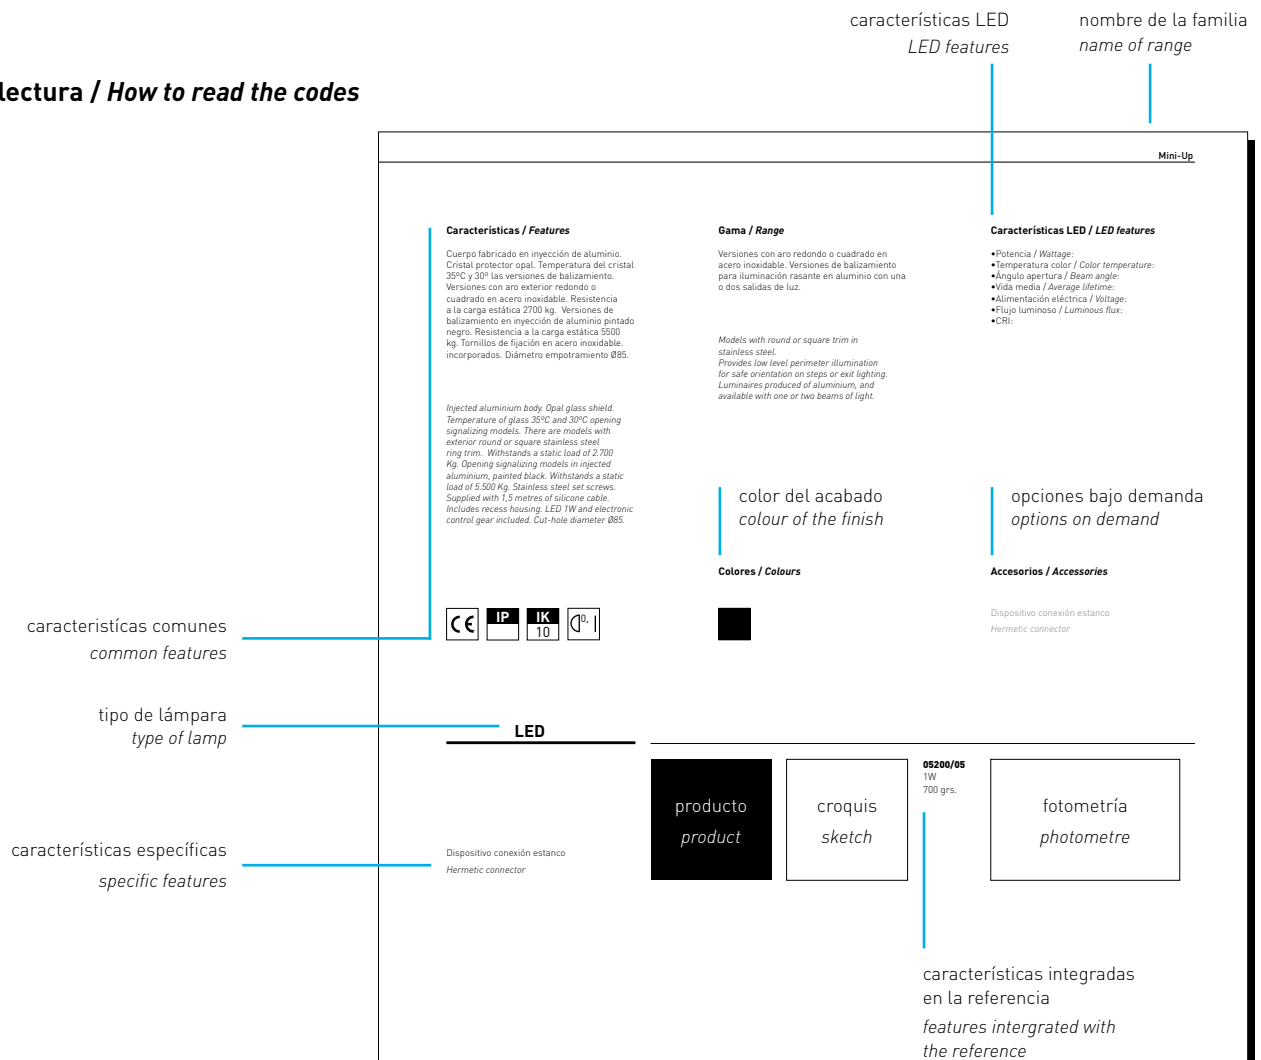 características LED
LED features
nombre de la familia
name of range
lectura / How to read the codes
Mini-Up
Características / Features
Cuerpo fabricado en inyección de aluminio.
Cristal protector opal. Temperatura del cristal
35ºC y 30º las versiones de balizamiento.
Versiones con aro exterior redondo o
cuadrado en acero inoxidable. Resistencia
a la carga estática 2700 kg. Versiones de
balizamiento en inyección de aluminio pintado
negro. Resistencia a la carga estática 5500
kg. Tornillos de fijación en acero inoxidable.
incorporados. Diámetro empotramiento Ø85.
Injected aluminium body. Opal glass shield.
Temperature of glass 35ºC and 30ºC opening
signalizing models. There are models with
exterior round or square stainless steel
ring trim. Withstands a static load of 2.700
Kg. Opening signalizing models in injected
aluminium, painted black. Withstands a static
load of 5.500 Kg. Stainless steel set screws.
Supplied with 1,5 metres of silicone cable.
Includes recess housing. LED 1W and electronic
control gear included. Cut-hole diameter Ø85.
Gama / Range
Versiones con aro redondo o cuadrado en
acero inoxidable. Versiones de balizamiento
para iluminación rasante en aluminio con una
o dos salidas de luz.
Models with round or square trim in
stainless steel.
Provides low level perimeter illumination
for safe orientation on steps or exit lighting.
Luminaires produced of aluminium, and
available with one or two beams of light.
Características LED / LED features
•Potencia / Wattage:
•Temperatura color / Color temperature:
•Ángulo apertura / Beam angle:
•Vida media / Average lifetime:
•Alimentación eléctrica / Voltage:
•Flujo luminoso / Luminous flux:
•CRI:
color del acabado
colour of the finish
opciones bajo demanda
options on demand
Colores / Colours
Accesorios / Accessories
Dispositivo conexión estanco
Hermetic connector
CE
IP
IK
10
0,
caracteristícas comunes
common features
tipo de lámpara
type of lamp
LED
producto
product
croquis
sketch
05200/05
1W
700 grs.
fotometría
photometre
características específicas
specific features
Dispositivo conexión estanco
Hermetic connector
características integradas
en la referencia
features intergrated with
the reference